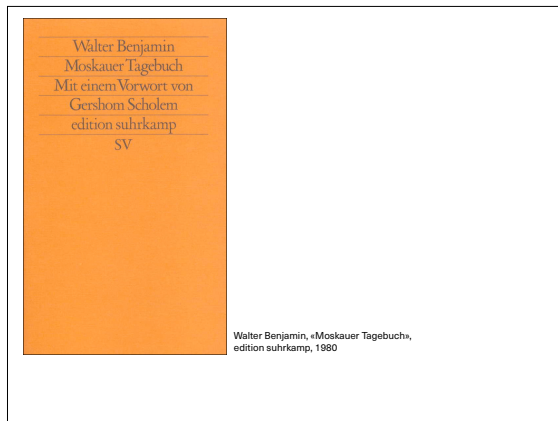 Walter Benjamin
Moskauer Tagebuch
Mit einem Vorwort von
Gershom Scholem
edition suhrkamp
SV
Walter Benjamin, «Moskauer Tagebuch»,
edition suhrkamp, 1980